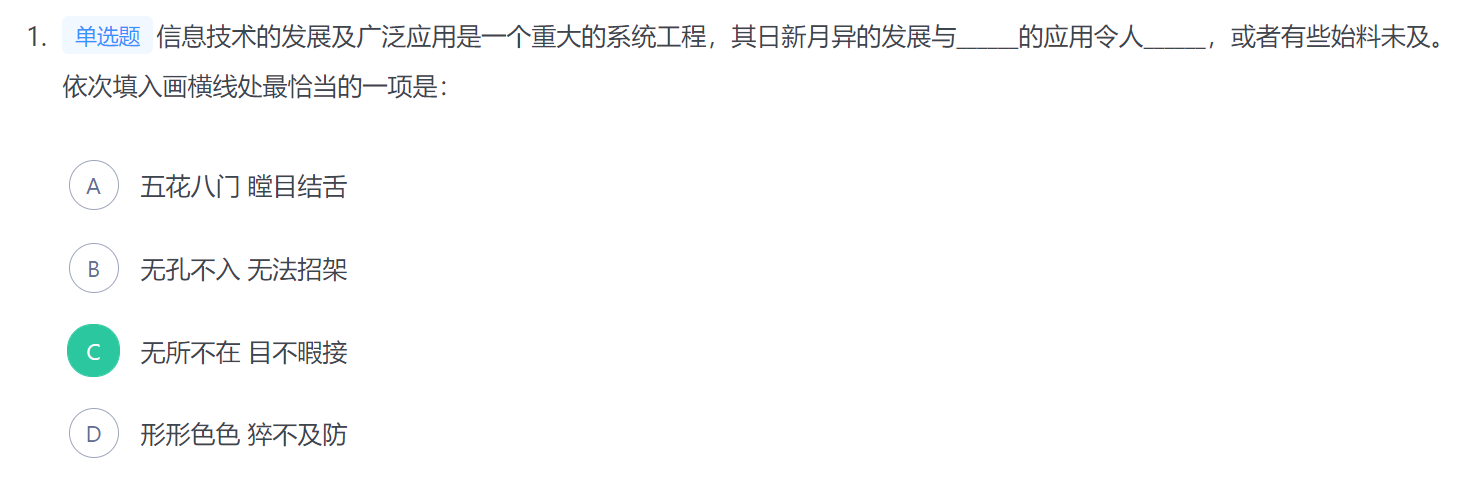 1. 单选题 信息技术的发展及广泛应用是一个重大的系统工程，其日新月异的发展与_____的应用令人_____，或者有些始料未及。
依次填入画横线处最恰当的一项是：
A 五花八门 瞠目结舌
B 无孔不入 无法招架
C 无所不在 目不暇接
D 形形色色 猝不及防